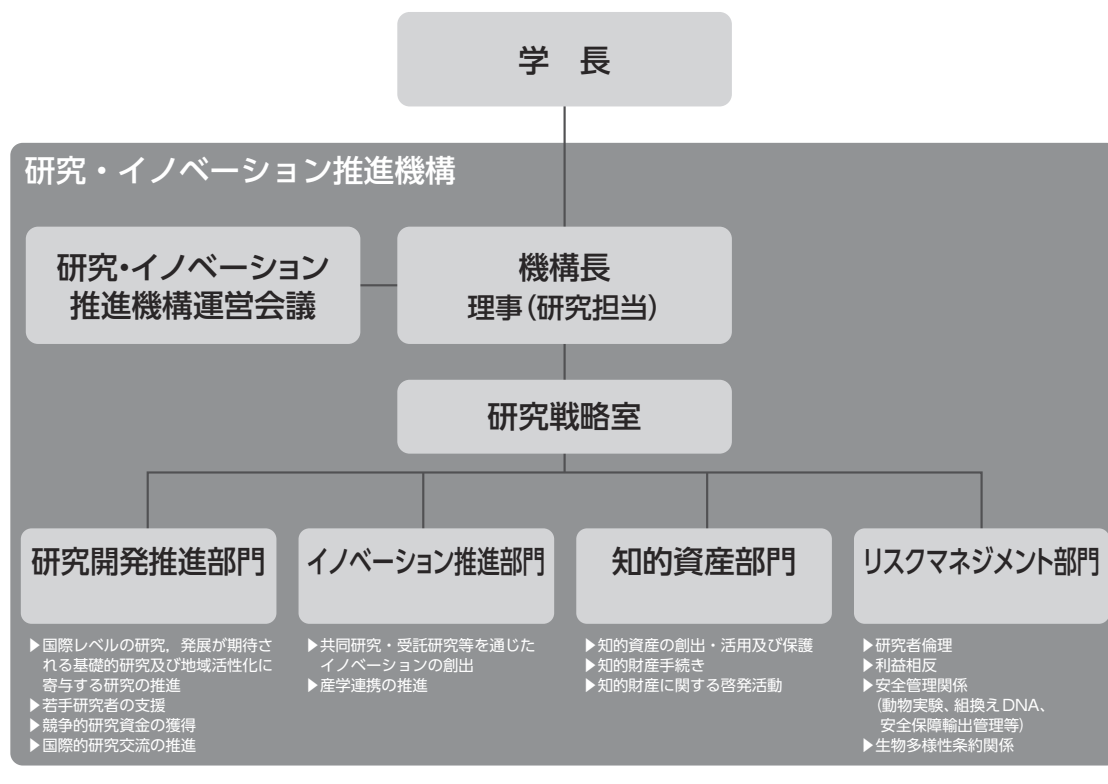 学　長
研究・イノベーション推進機構
研究・イノベーション
推進機構運営会議
機構長
理事（研究担当）
研究戦略室
研究開発推進部門
▶国際レベルの研究，発展が期待さ
れる基礎的研究及び地域活性化に
寄与する研究の推進
▶若手研究者の支援
▶競争的研究資金の獲得
▶国際的研究交流の推進
イノベーション推進部門
▶共同研究・受託研究等を通じた
イノベーションの創出
▶産学連携の推進
知的資産部門
▶知的資産の創出・活用及び保護
▶知的財産手続き
▶知的財産に関する啓発活動
リスクマネジメント部門
▶研究者倫理
▶利益相反
▶安全管理関係
（動物実験、組換えDNA、
安全保障輸出管理等）
▶生物多様性条約関係